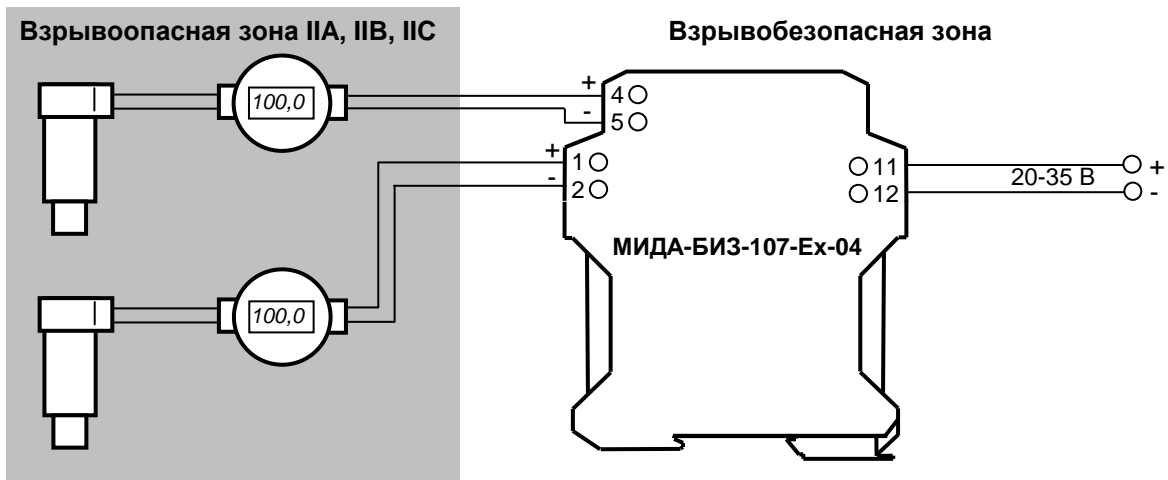 Взрывоопасная зона IIA, IIB, IIC
Взрывобезопасная зона
100,0
+ 4
- 5
+ 1
- 2
11 +
20-35 В
12 -
МИДА-БИЗ-107-Ex-04
100,0